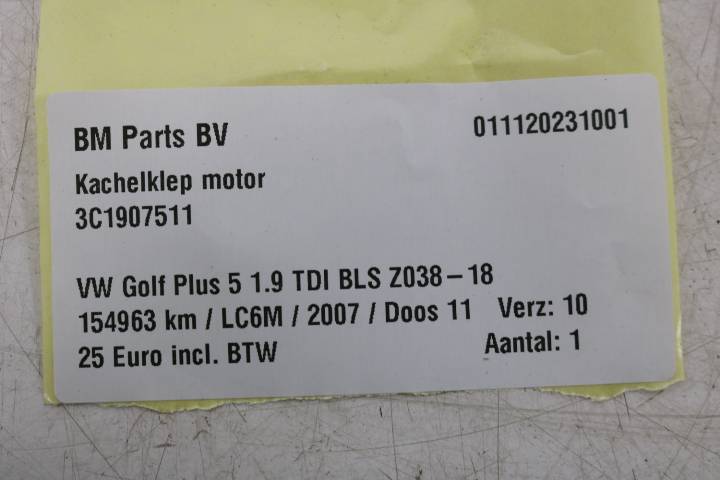 BM Parts BV 011120231001
Kachelklep motor
3C1907511
VW Golf Plus 5 1.9 TDI BLS Z038-18
154963 km / LC6M / 2007 / Doos 11 Verz: 10
25 Euro incl. BTW Aantal: 1